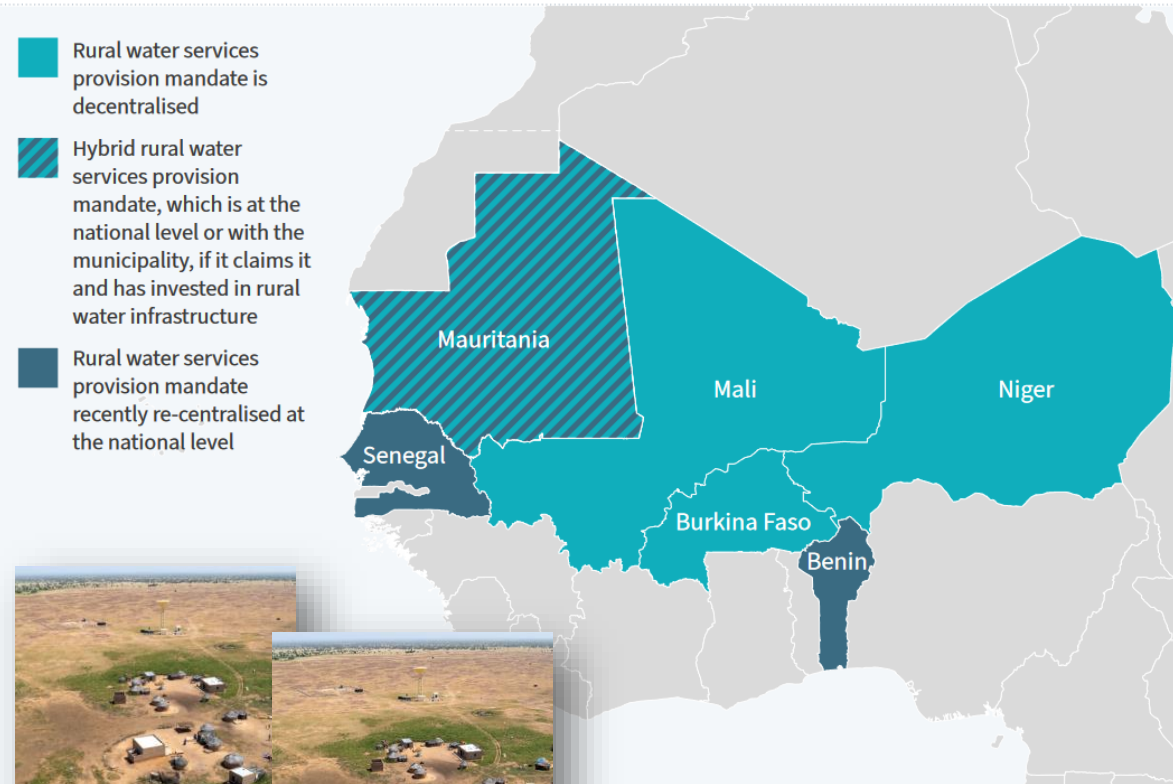 Rural water services
provision mandate is
decentralised
Hybrid rural water
services provision
mandate, which is at the
national level or with the
municipality, if it claims it
and has invested in rural
water infrastructure
Rural water services
provision mandate
recently re-centralised at
the national level
Mauritania
Mali
Niger
Senegal
Burkina Faso
Benin